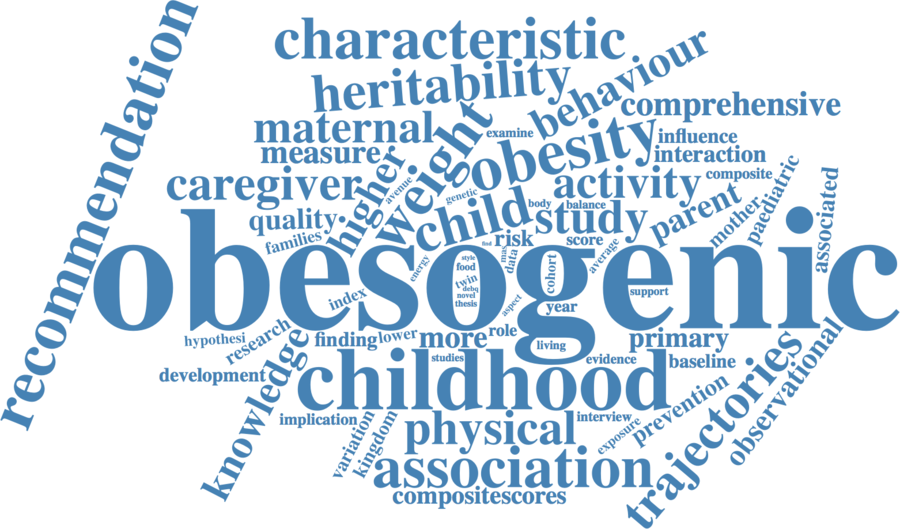 characteristic
recommendation
heritability
behaviour
comprehensive
maternal
weight
examine
obesity
influence
measure
interaction
higher
caregiver
avenue
genetic
activity
composite
paediatric
associated
quality
child
body
balance
study
parent
mother
families
find
risk
score
average
mas
data
energy
style
food
cohort
obesogenic
twin
debq
novel
thesis
index
aspect
year
support
hypothesi
research
finding
lower
more
role
living
primary
knowledge
studies
evidence
baseline
development
childhood
trajectories
observational
implication
variation
kingdom
physical
interview
exposure
prevention
association
compositescores